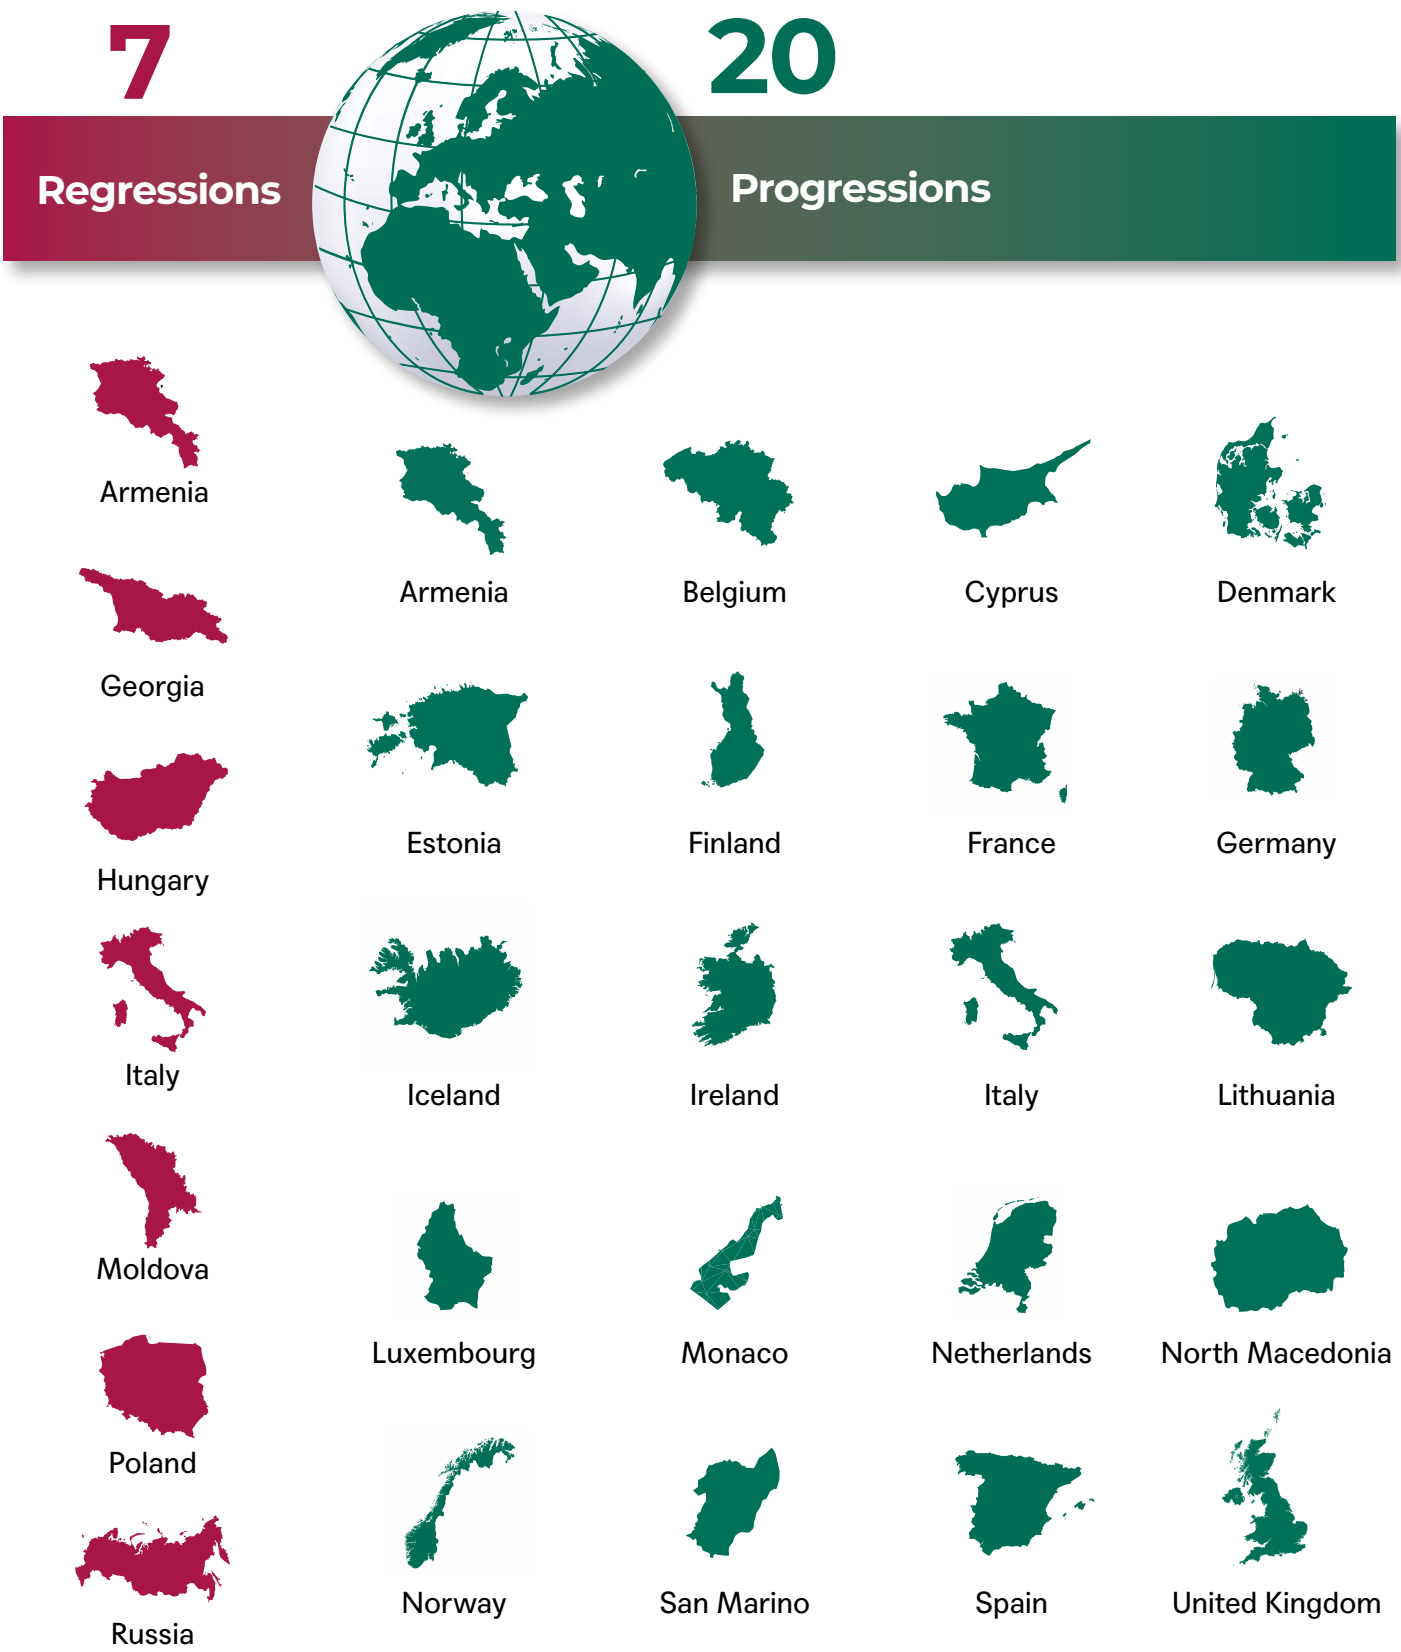 7
20
Regressions
Progressions
Armenia
Georgia
Hungary
Italy
Moldova
Poland
Russia
Armenia
Belgium
Cyprus
Denmark
Estonia
Finland
France
Germany
Iceland
Ireland
Italy
Lithuania
Luxembourg
Monaco
Netherlands
North Macedonia
Norway
San Marino
Spain
United Kingdom